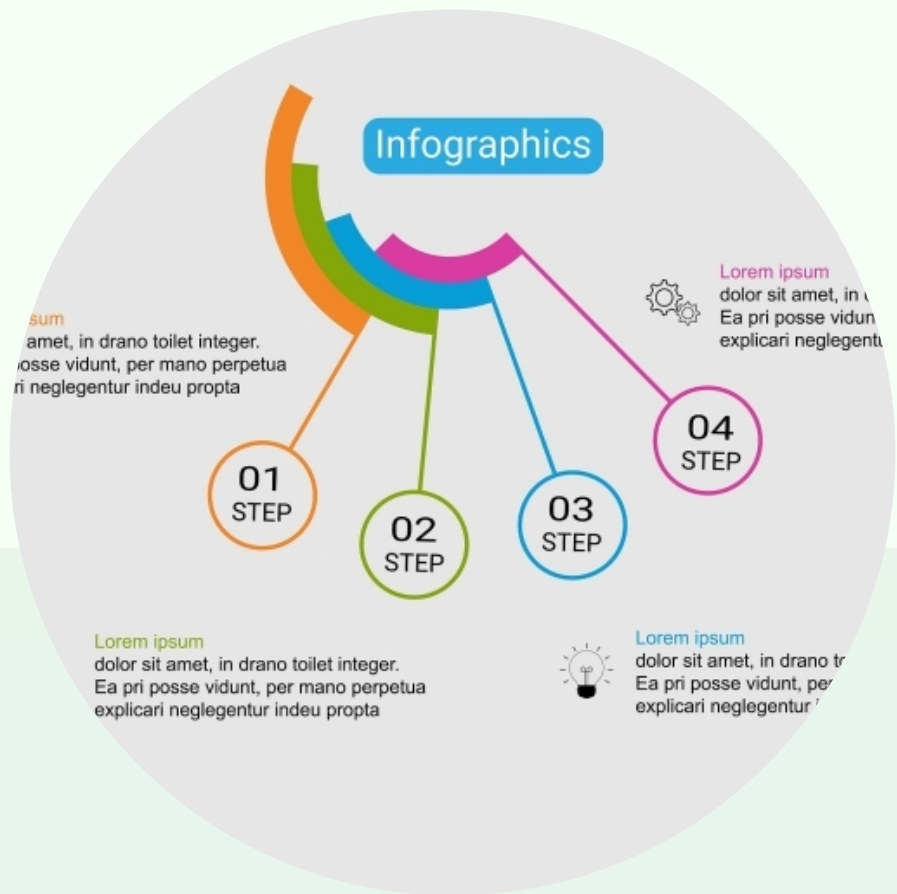 Infographics
Lorem ipsum
dolor sit amet, in
Ea pri posse vidun
explicari neglegentu
sum
amet, in drano toilet integer.
posse vidunt, per mano perpetua
ri neglegentur indeu propta
01
STEP
02
STEP
03
STEP
04
STEP
Lorem ipsum
dolor sit amet, in drano toilet integer.
Ea pri posse vidunt, per mano perpetua
explicari neglegentur indeu propta
Lorem ipsum
dolor sit amet, in drano
Ea pri posse vidunt, per
explicari neglegentur